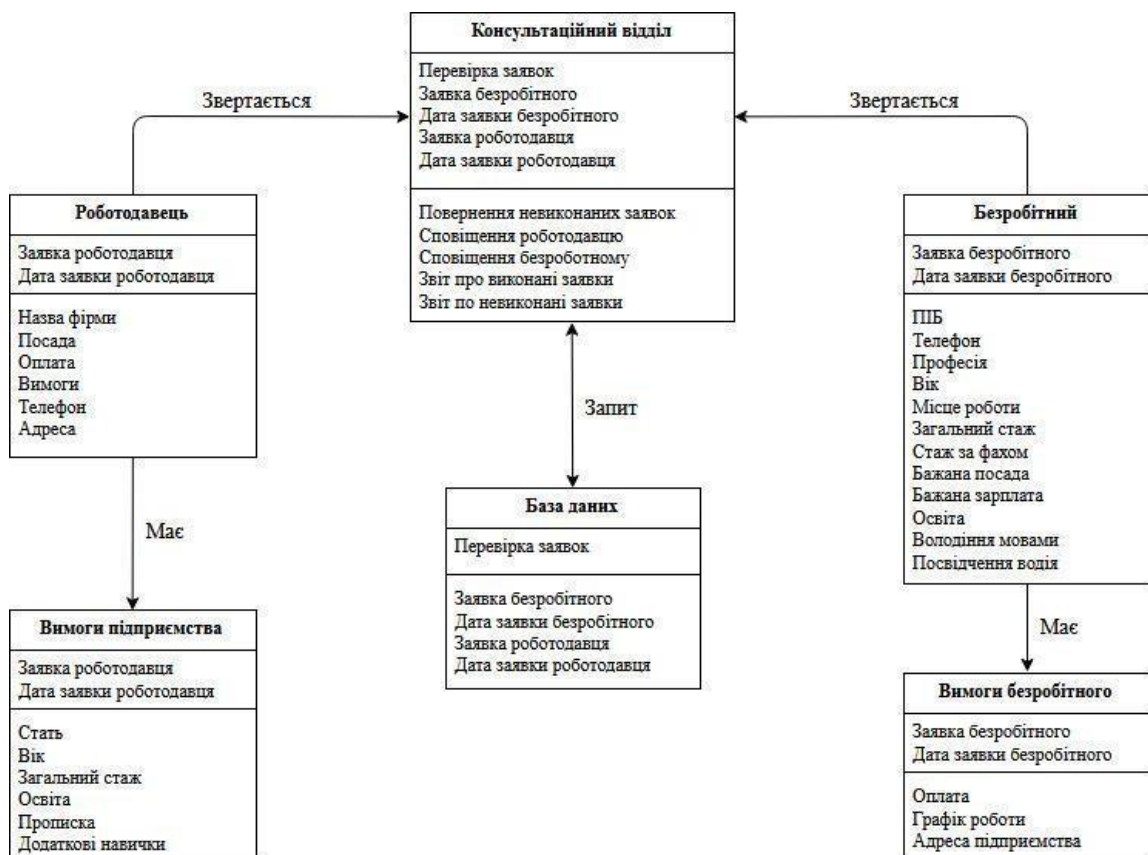 Консультаційний відділ
Перевірка заявок
Заявка безробітного
Дата заявки безробітного
Заявка роботодавця
Дата заявки роботодавця
Повернення невиконаних заявок
Сповіщення роботодавцю
Сповіщення безроботному
Звіт про виконані заявки
Звіт по невиконані заявки
Звертається
Звертається
Роботодавець
Заявка роботодавця
Дата заявки роботодавця
Назва фірми
Посада
Оплата
Вимоги
Телефон
Адреса
Безробітний
Заявка безробітного
Дата заявки безробітного
ПІБ
Телефон
Професія
Вік
Місце роботи
Загальний стаж
Стаж за фахом
Бажана посада
Бажана зарплата
Освіта
Володіння мовами
Посвідчення водія
Запит
База даних
Перевірка заявок
Заявка безробітного
Дата заявки безробітного
Заявка роботодавця
Дата заявки роботодавця
Має
Вимоги підприємства
Заявка роботодавця
Дата заявки роботодавця
Стать
Вік
Загальний стаж
Освіта
Прописка
Додаткові навички
Має
Вимоги безробітного
Заявка безробітного
Дата заявки безробітного
Оплата
Графік роботи
Адреса підприємства